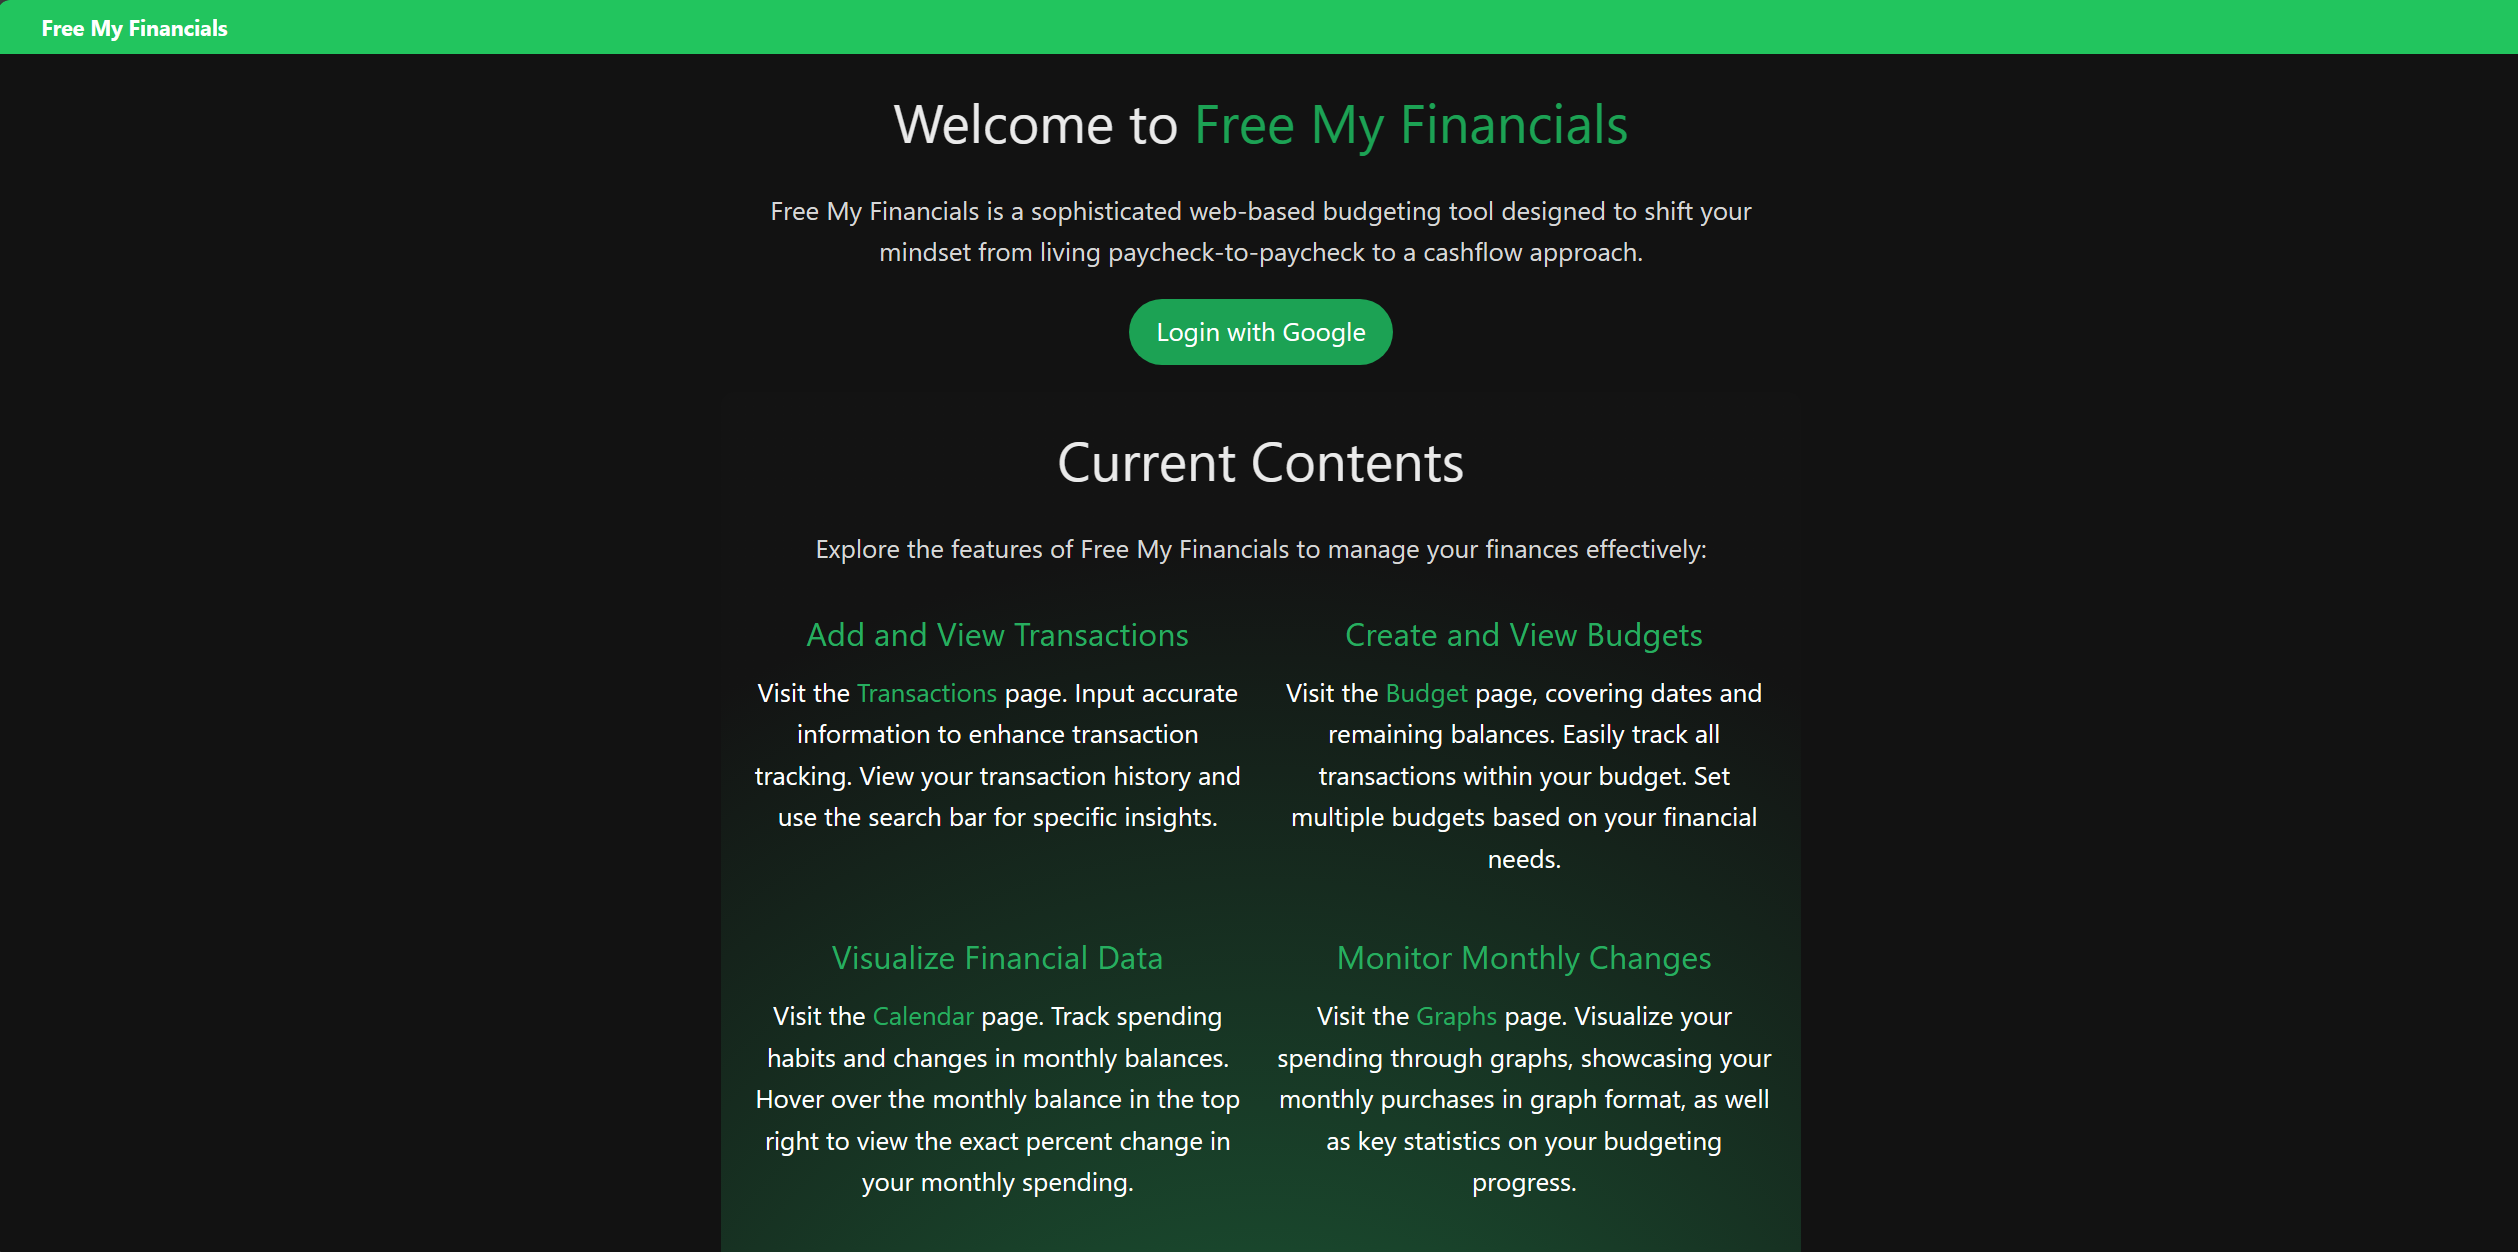 Free My Financials
Welcome to Free My Financials
Free My Financials is a sophisticated web-based budgeting tool designed to shift your
mindset from living paycheck-to-paycheck to a cashflow approach.
Login with Google
Current Contents
Explore the features of Free My Financials to manage your finances effectively:
Add and View Transactions
Visit the Transactions page. Input accurate
information to enhance transaction
tracking. View your transaction history and
use the search bar for specific insights.
Create and View Budgets
Visit the Budget page, covering dates and
remaining balances. Easily track all
transactions within your budget. Set
multiple budgets based on your financial
needs.
Visualize Financial Data
Visit the Calendar page. Track spending
habits and changes in monthly balances.
Hover over the monthly balance in the top
right to view the exact percent change in
your monthly spending.
Monitor Monthly Changes
Visit the Graphs page. Visualize your
spending through graphs, showcasing your
monthly purchases in graph format, as well
as key statistics on your budgeting
progress.